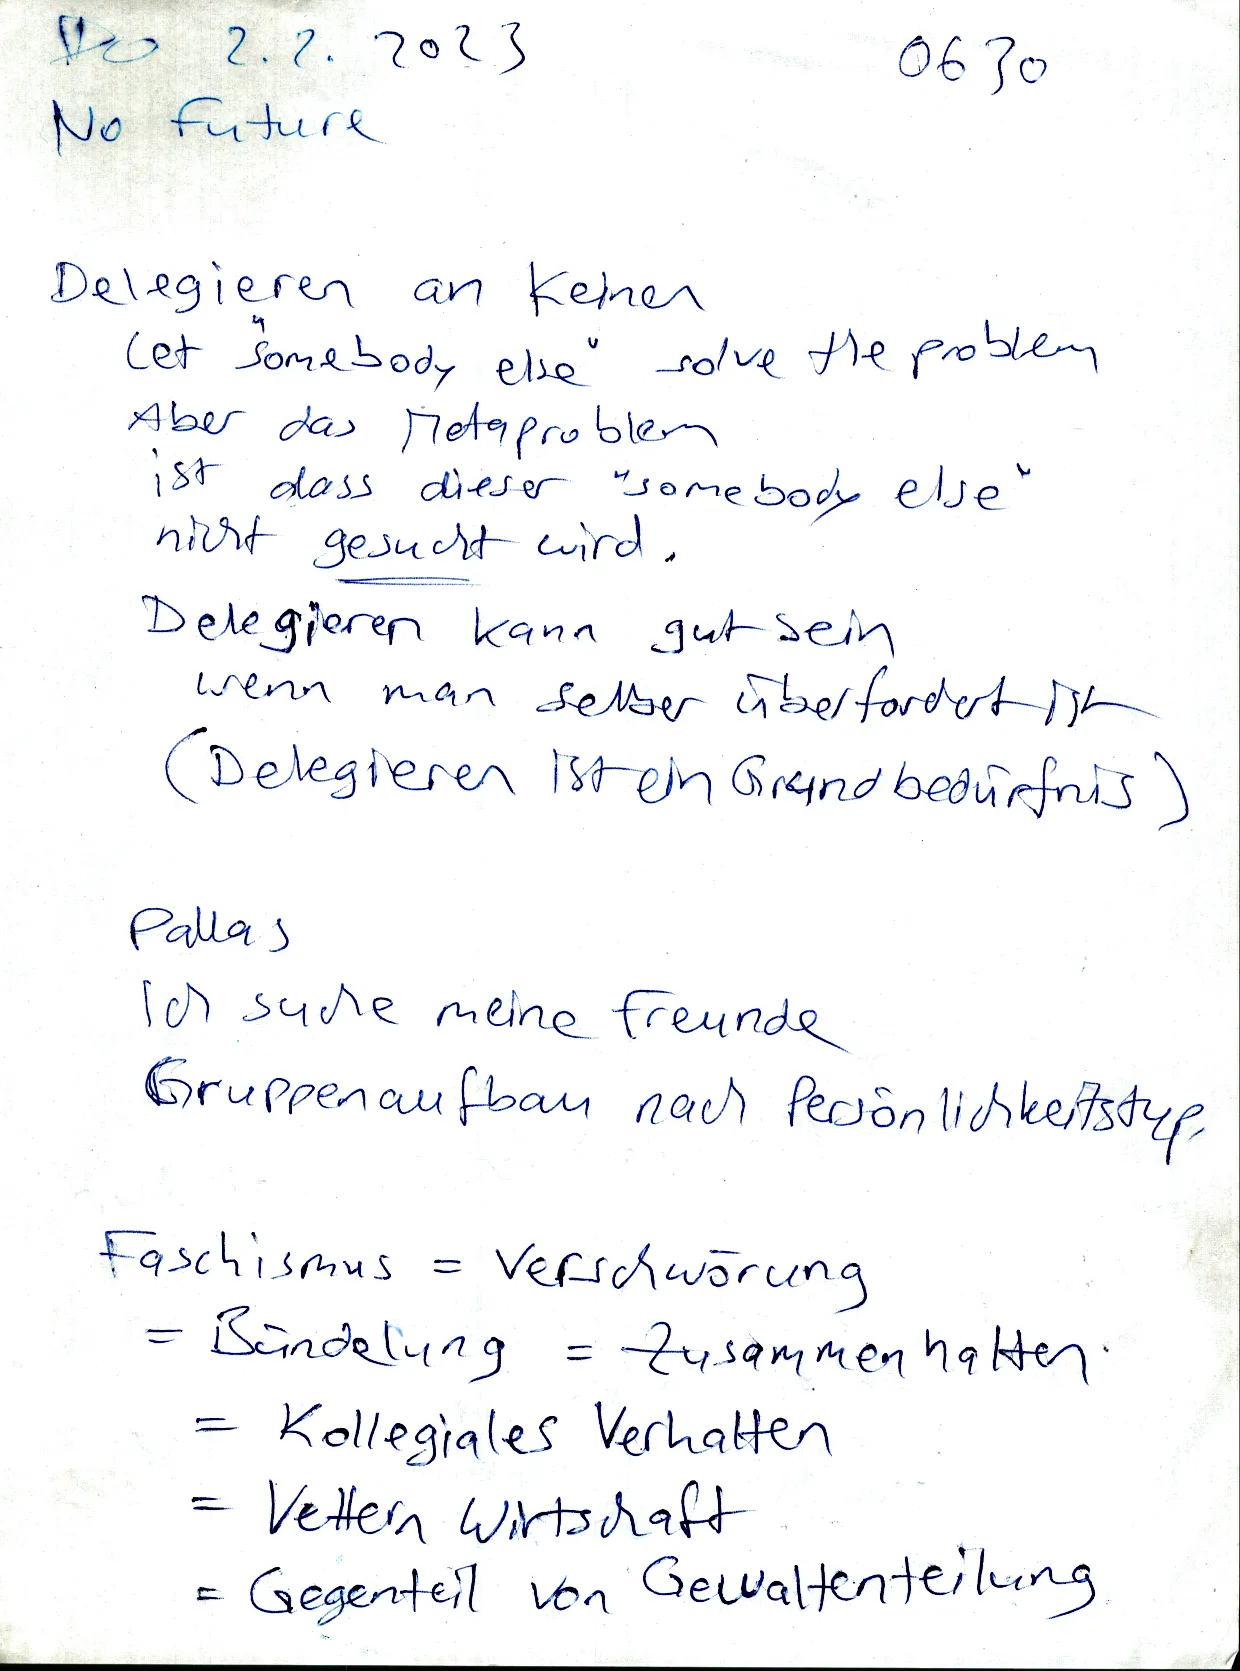 Do 2.2. 2023 0630
No Future
Delegieren an Keinen
Let "somebody else" solve the problem
Aber das Metaproblem
ist dass dieser "somebody else"
nicht gesucht wird.
Delegieren kann gut sein
wenn man selber überfordert ist
(Delegieren ist ein Grundbedürfnis)
Pallas
Ich suche meine Freunde
Gruppenaufbau nach Persönlichkeitstyp.
Faschismus = Verschwörung
= Bündelung = Zusammenhalten.
= Kollegiales Verhalten
= Vettern Wirtschaft
= Gegenteil von Gewaltenteilung